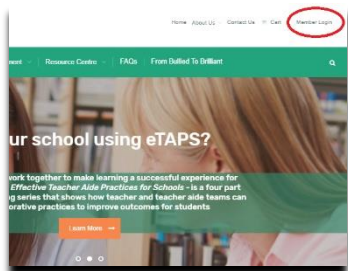 Home About Us Contact Us Cart Member Login
ment Resource Centre FAQs From Bullied To Brilliant
ur school using eTAPS?
work together to make learning a successful experience for
Effective Teacher Aide Practices for Schools - is a four part
ng series that shows how teacher and teacher aide teams can
orative practices to improve outcomes for students
Learn More